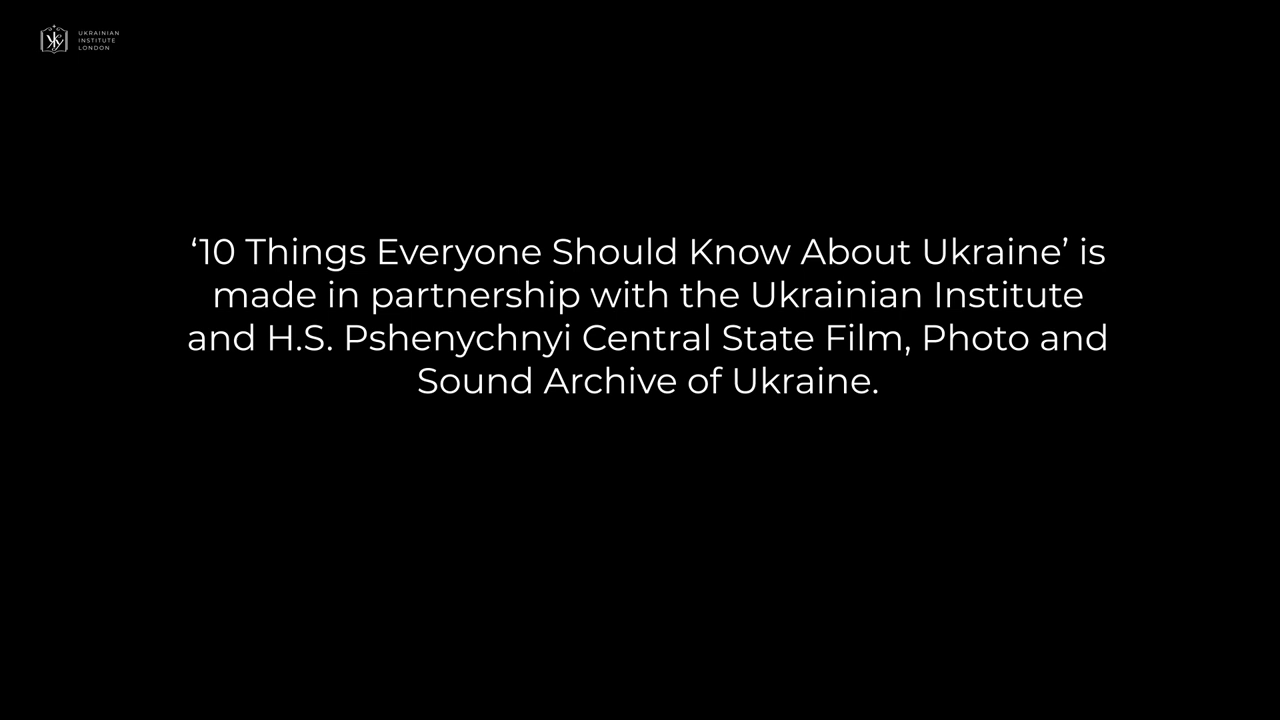 UKRAINIAN
INSTITUTE
LONDON
‘10 Things Everyone Should Know About Ukraine’ is
made in partnership with the Ukrainian Institute
and H.S. Pshenychnyi Central State Film, Photo and
Sound Archive of Ukraine.